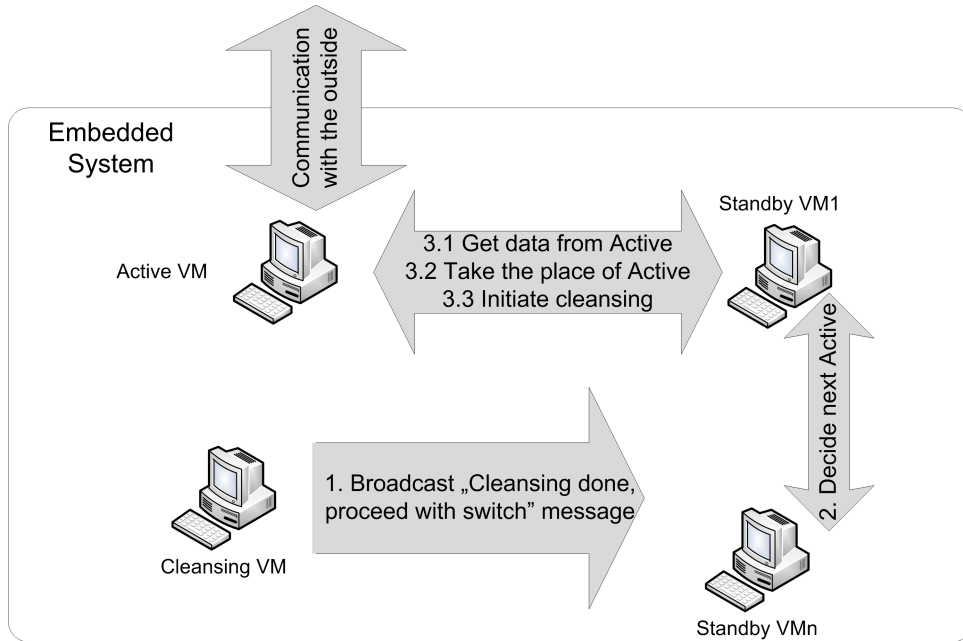 Communication
with the outside
Embedded
System
Standby VM1
Active VM
3.1 Get data from Active
3.2 Take the place of Active
3.3 Initiate cleansing
2. Decide next Active
1. Broadcast „Cleansing done,
proceed with switch” message
Cleansing VM
Standby VMn